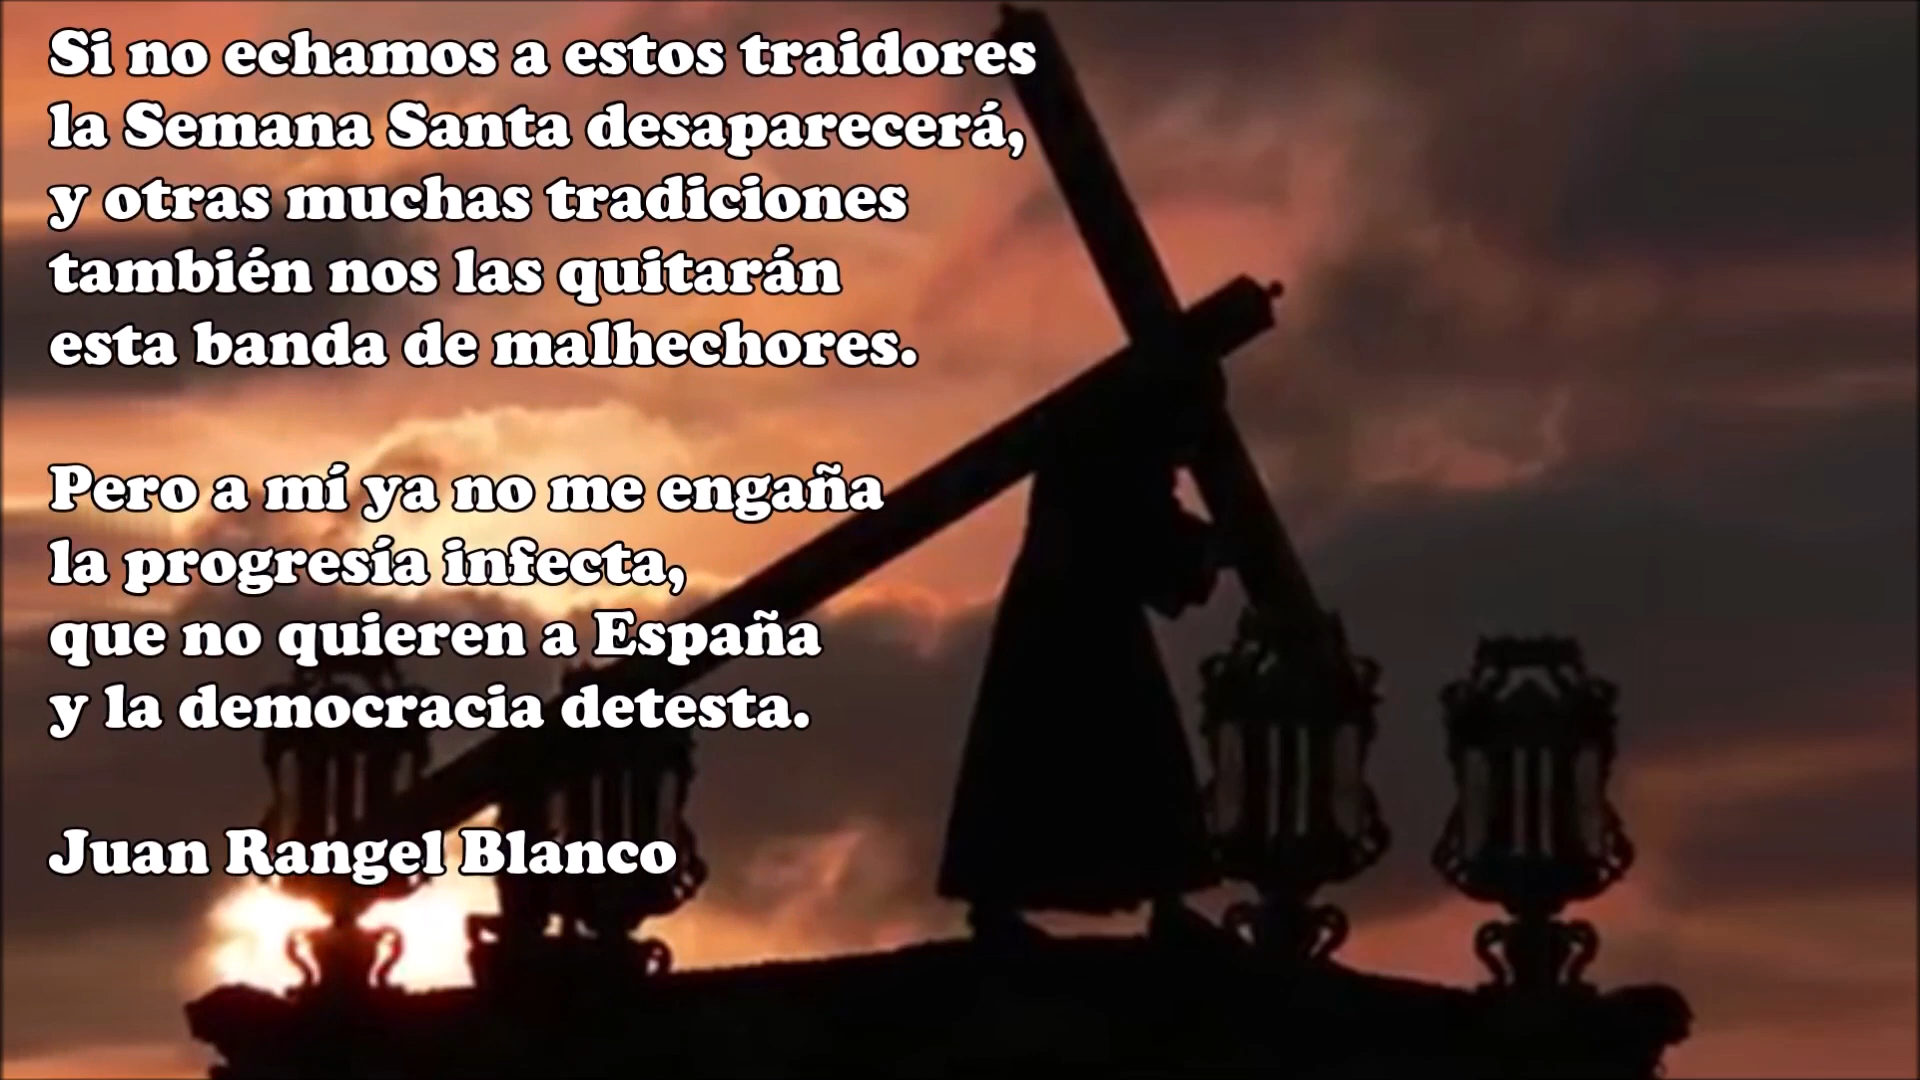 Si no echamos a estos traidores
la Semana Santa desaparecerá,
y otras muchas tradiciones
también nos las quitarán
esta banda de malhechores.
Pero a mí ya no me engaña
la progresía infecta,
que no quieren a España
y la democracia detesta.
Juan Rangel Blanco